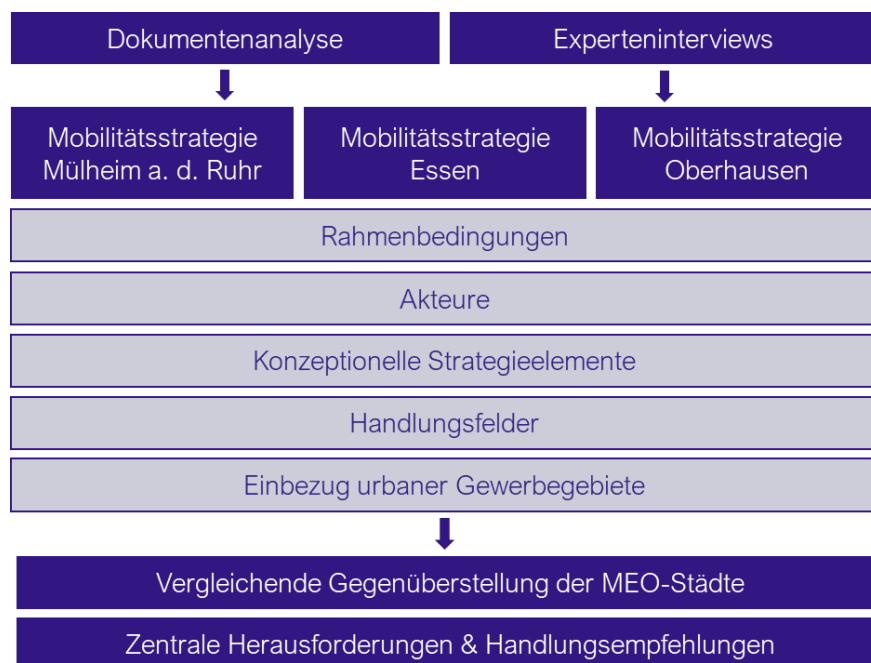 Dokumentenanalyse
Experteninterviews
Mobilitätsstrategie
Mülheim a. d. Ruhr
Mobilitätsstrategie
Essen
Mobilitätsstrategie
Oberhausen
Rahmenbedingungen
Akteure
Konzeptionelle Strategieelemente
Handlungsfelder
Einbezug urbaner Gewerbegebiete
Vergleichende Gegenüberstellung der MEO-Städte
Zentrale Herausforderungen & Handlungsempfehlungen